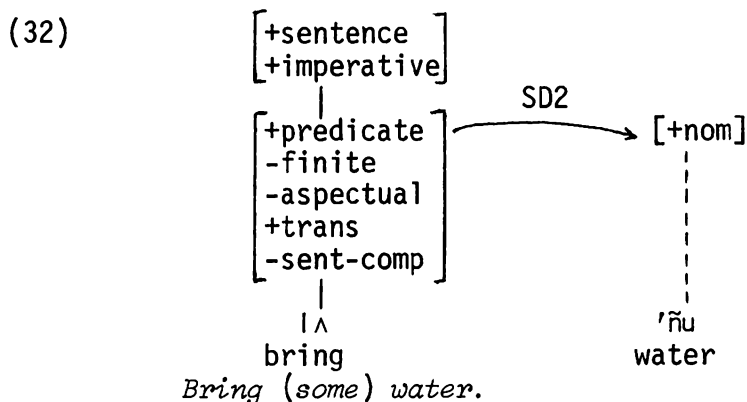 (32)
[+sentence
+imperative]
SD2
[+predicate
-finite
-aspectual
+trans
-sent-comp]
[+nom]
lʌ 'ñu
bring water
Bring (some) water.